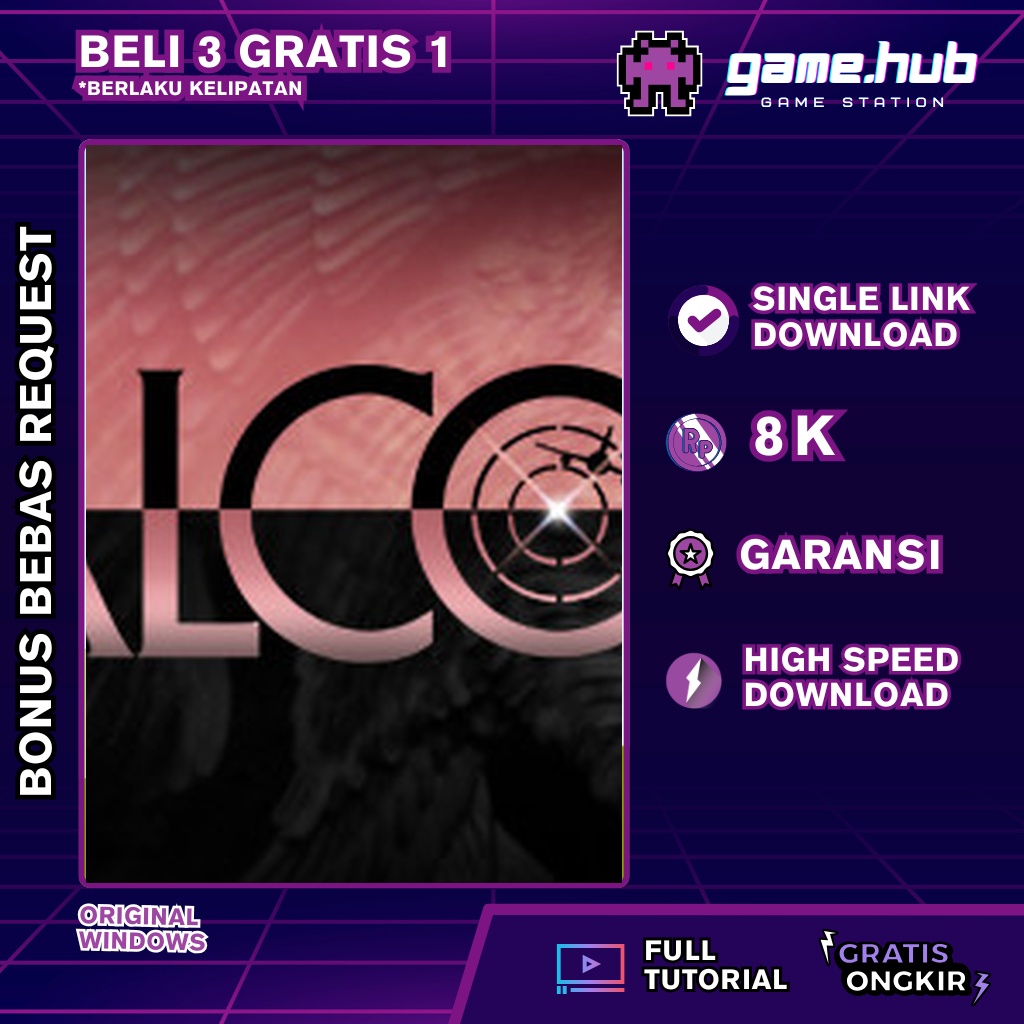 BELI 3 GRATIS 1
*BERLAKU KELIPATAN
game.hub
GAME STATION
BONUS BEBAS REQUEST
ALCO
SINGLE LINK
DOWNLOAD
Rp
8K
GARANSI
HIGH SPEED
DOWNLOAD
ORIGINAL
WINDOWS
FULL
TUTORIAL
GRATIS
ONGKIR